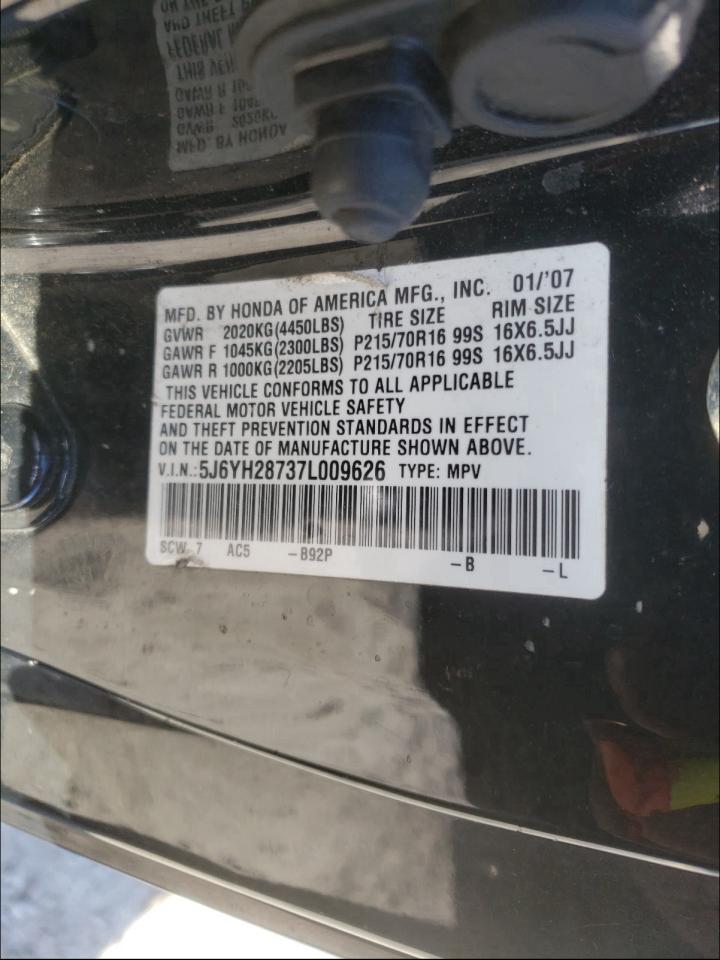 MFD. BY HONDA OF AMERICA MFG., INC. 01/'07
GVWR 2020KG(4450LBS) TIRE SIZE RIM SIZE
GAWR F 1045KG(2300LBS) P215/70R16 99S 16X6.5JJ
GAWR R 1000KG(2205LBS) P215/70R16 99S 16X6.5JJ
THIS VEHICLE CONFORMS TO ALL APPLICABLE
FEDERAL MOTOR VEHICLE SAFETY
AND THEFT PREVENTION STANDARDS IN EFFECT
ON THE DATE OF MANUFACTURE SHOWN ABOVE.
V.I.N.:5J6YH28737L009626 TYPE: MPV
SCW 7 AC5 -B92P -B -L